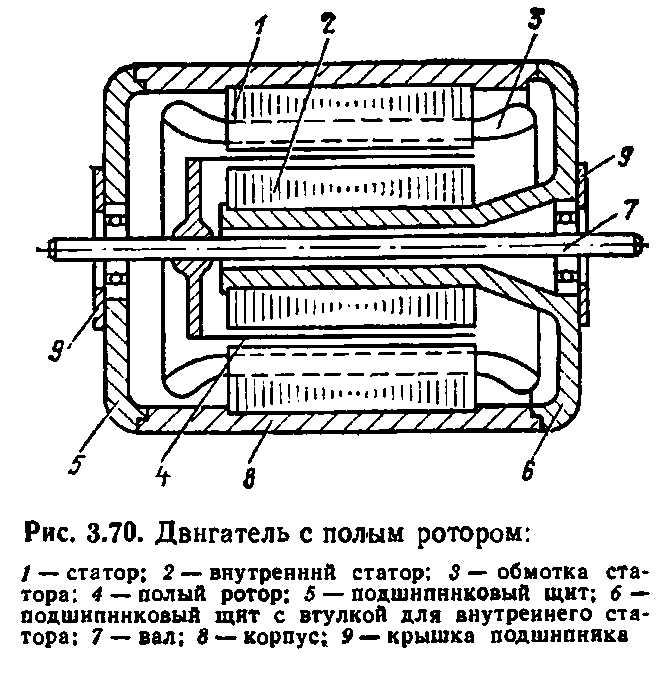 1
2
3
9
7
9
5
4
8
6
Рис. 3.70. Двигатель с полым ротором:
1 — статор; 2 — внутренний статор; 3 — обмотка ста-
тора; 4 — полый ротор; 5 — подшипниковый щит; 6 —
подшипниковый щит с втулкой для внутреннего ста-
тора; 7 — вал; 8 — корпус; 9 — крышка подшипника